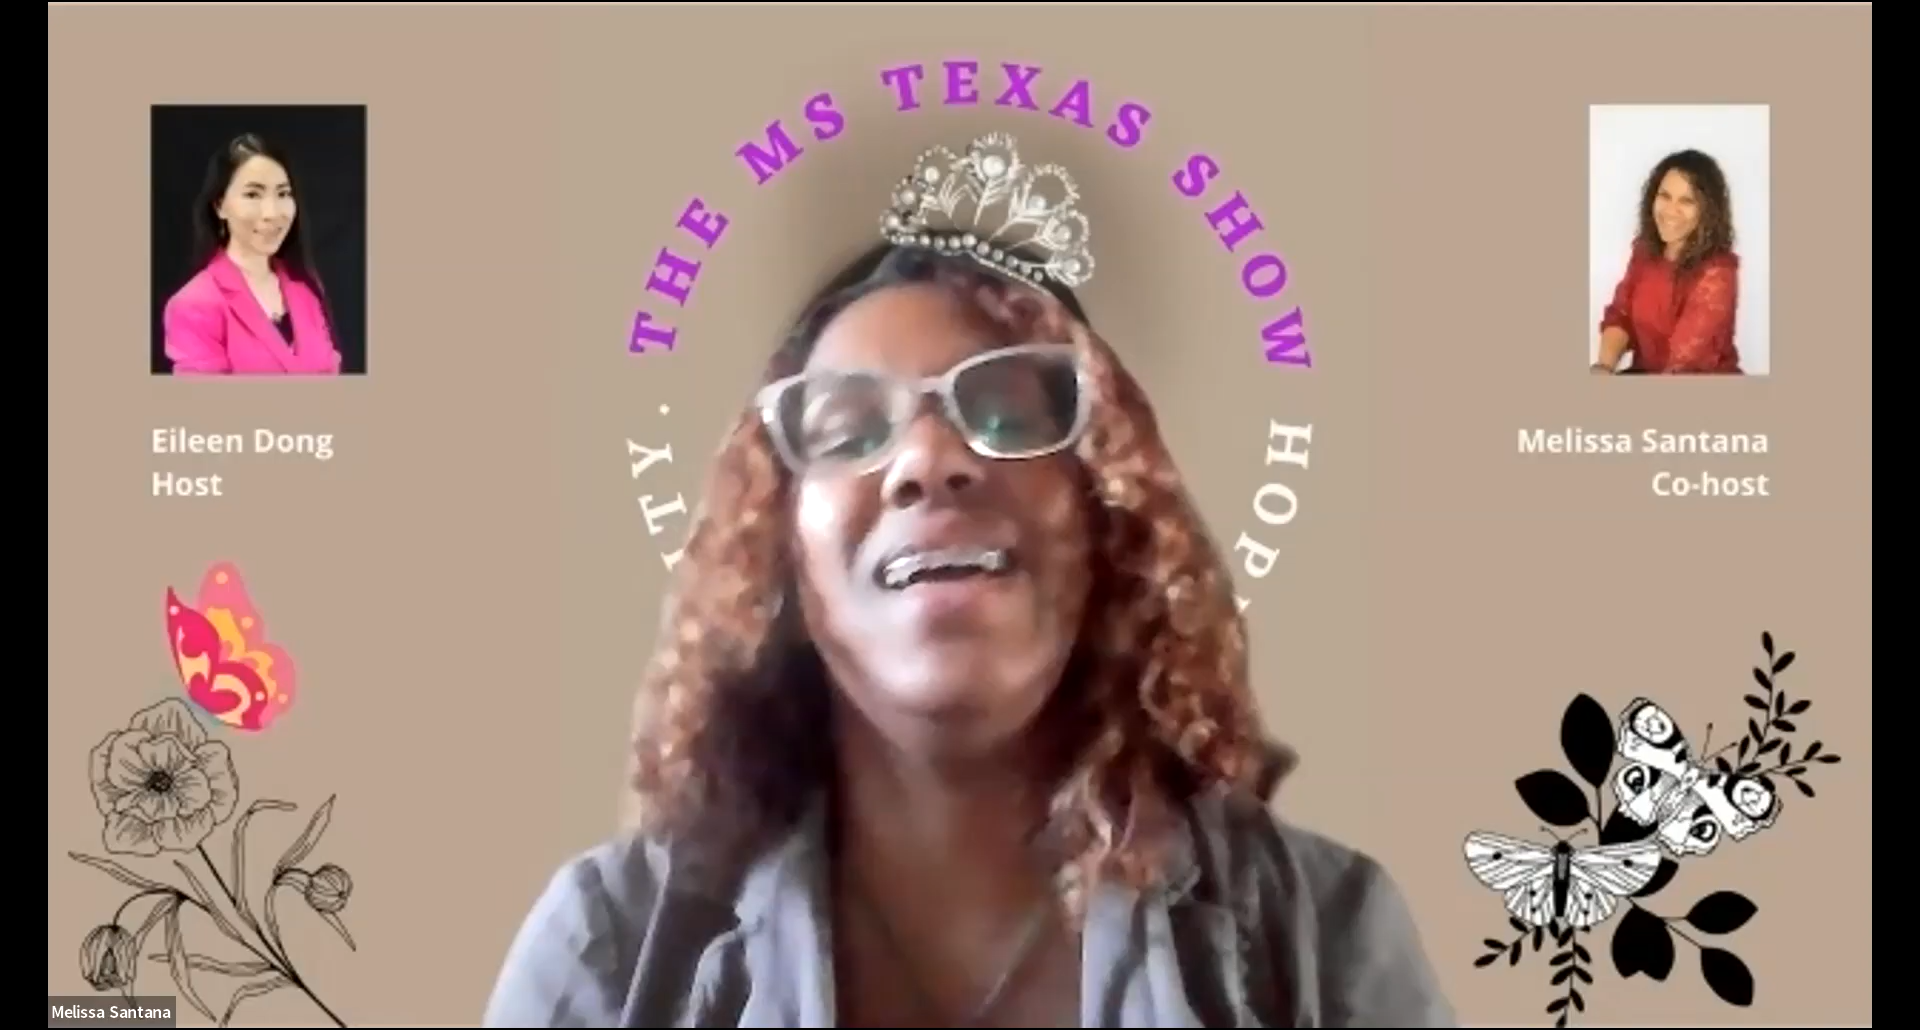 THE MS TEXAS SHOW
Eileen Dong
Host
Melissa Santana
Co-host
Melissa Santana